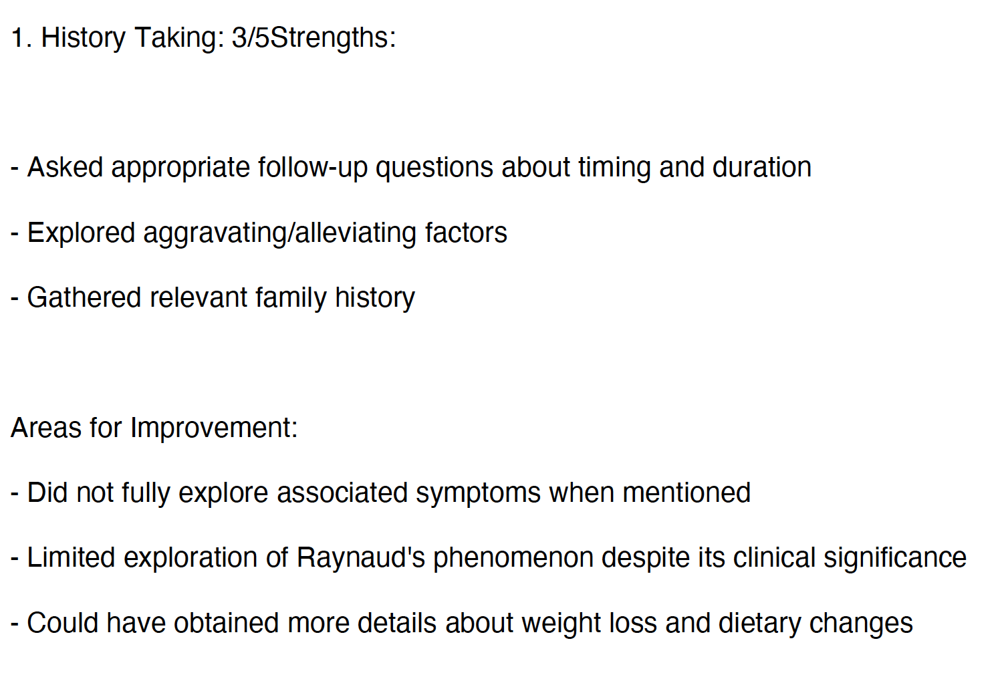 1. History Taking: 3/5Strengths:
- Asked appropriate follow-up questions about timing and duration
- Explored aggravating/alleviating factors
- Gathered relevant family history
Areas for Improvement:
- Did not fully explore associated symptoms when mentioned
- Limited exploration of Raynaud's phenomenon despite its clinical significance
- Could have obtained more details about weight loss and dietary changes